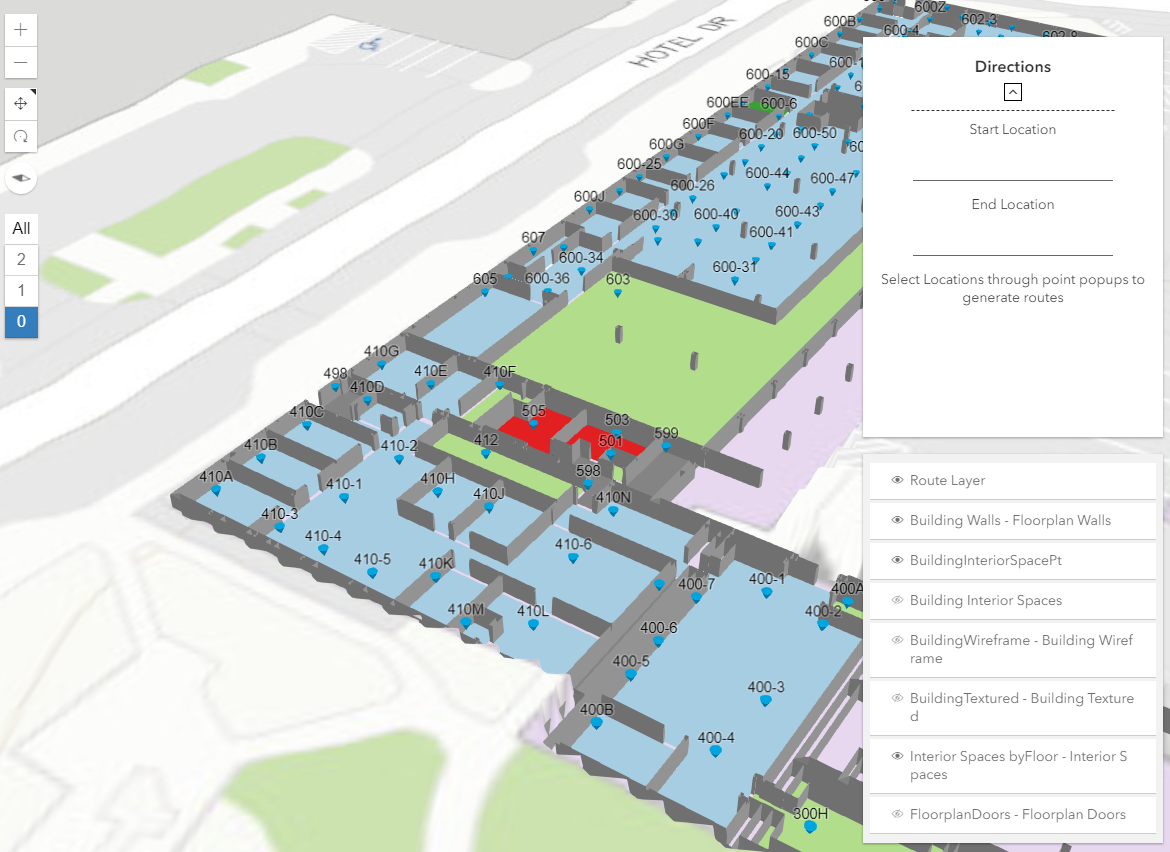 600Z
602-3
600B
600-4
602-8
600C
HOTEL DR
600-15
600EE
600-6
600F
600-20
600-50
600G
600-25
600-44
600-47
600-26
600J
600-30
600-40
600-43
600-41
607
600-34
600-31
605
600-36
603
410G
498
410E
410F
410D
410C
505
503
599
410B
410-2
412
501
598
410A
410-1
410H
410J
410N
410-3
410-4
410-6
410-5
410K
400-7
400-1
400A
410M
410L
400-2
400-6
400-5
400-3
400B
400-4
300H
All
2
1
0
Directions
Start Location
End Location
Select Locations through point popups to
generate routes
Route Layer
Building Walls - Floorplan Walls
BuildingInteriorSpacePt
Building Interior Spaces
BuildingWireframe - Building Wiref
rame
BuildingTextured - Building Texture
d
Interior Spaces byFloor - Interior S
paces
FloorplanDoors - Floorplan Doors